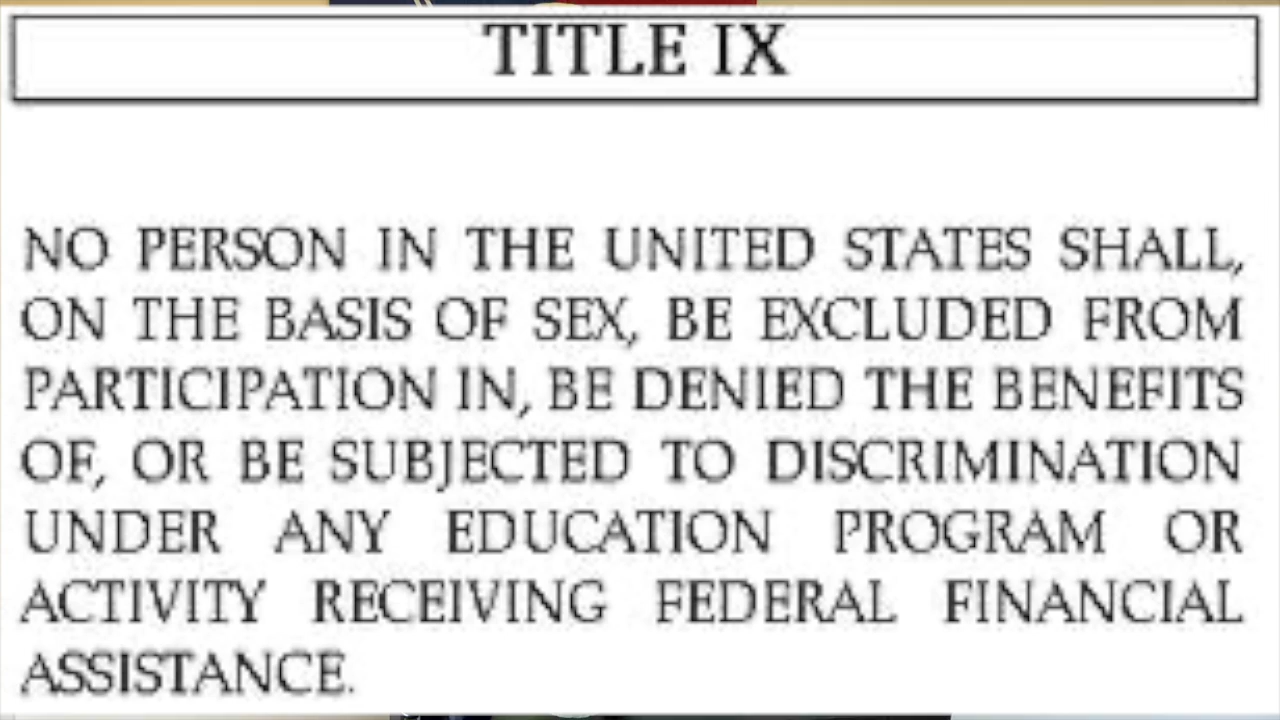 TITLE IX
NO PERSON IN THE UNITED STATES SHALL,
ON THE BASIS OF SEX, BE EXCLUDED FROM
PARTICIPATION IN, BE DENIED THE BENEFITS
OF, OR BE SUBJECTED TO DISCRIMINATION
UNDER ANY EDUCATION PROGRAM OR
ACTIVITY RECEIVING FEDERAL FINANCIAL
ASSISTANCE.